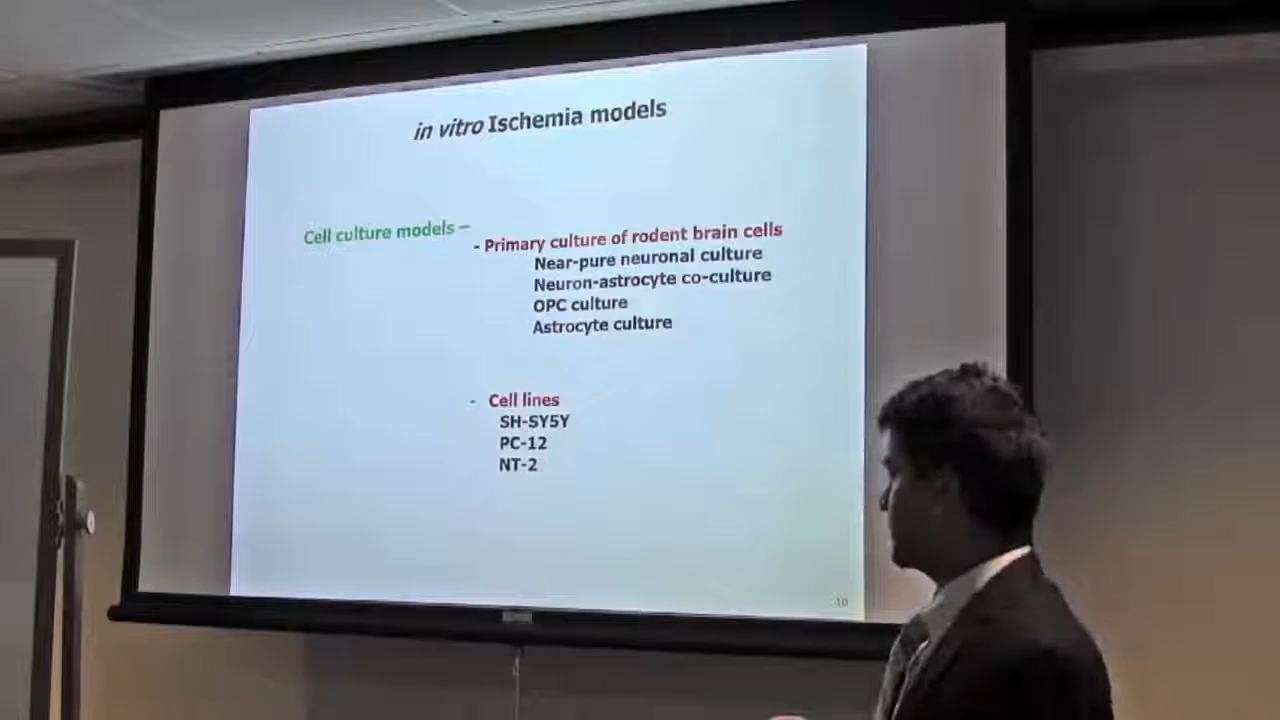 in vitro Ischemia models
Cell culture models –
- Primary culture of rodent brain cells
Near-pure neuronal culture
Neuron-astrocyte co-culture
OPC culture
Astrocyte culture
- Cell lines
SH-SY5Y
PC-12
NT-2
10